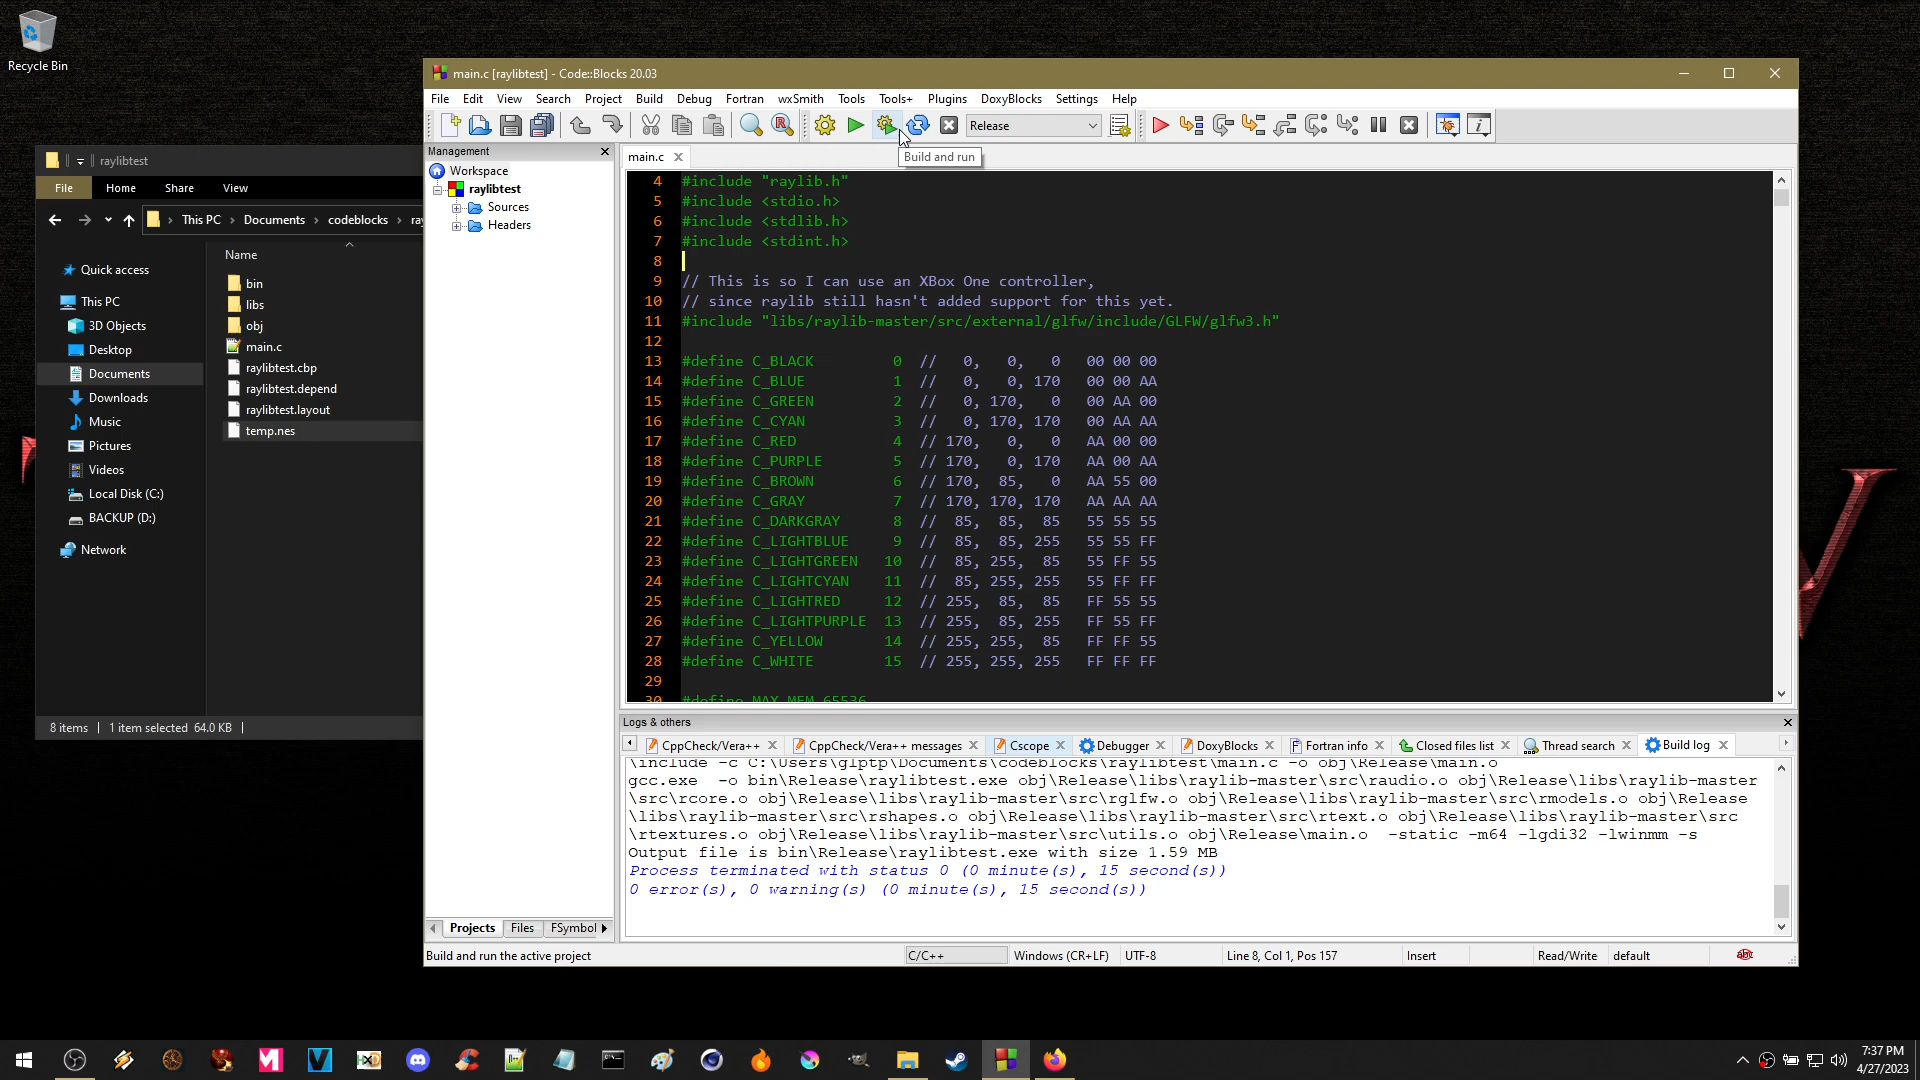 Recycle Bin
main.c [raylibtest] - Code::Blocks 20.03
File Edit View Search Project Build Debug Fortran wxSmith Tools Tools+ Plugins DoxyBlocks Settings Help
Release
Build and run
raylibtest
File Home Share View
This PC Documents codeblocks
Name
Quick access
This PC
3D Objects
Desktop
Documents
Downloads
Music
Pictures
Videos
Local Disk (C:)
BACKUP (D:)
Network
bin
libs
obj
main.c
raylibtest.cbp
raylibtest.depend
raylibtest.layout
temp.nes
8 items 1 item selected 64.0 KB
Management
Workspace
raylibtest
Sources
Headers
Projects Files FSymbol
main.c
4 #include "raylib.h"
5 #include <stdio.h>
6 #include <stdlib.h>
7 #include <stdint.h>
8
9 // This is so I can use an XBox One controller,
10 // since raylib still hasn't added support for this yet.
11 #include "libs/raylib-master/src/external/glfw/include/GLFW/glfw3.h"
12
13 #define C_BLACK 0 // 0, 0, 0 00 00 00
14 #define C_BLUE 1 // 0, 0, 170 00 00 AA
15 #define C_GREEN 2 // 0, 170, 0 00 AA 00
16 #define C_CYAN 3 // 0, 170, 170 00 AA AA
17 #define C_RED 4 // 170, 0, 0 AA 00 00
18 #define C_PURPLE 5 // 170, 0, 170 AA 00 AA
19 #define C_BROWN 6 // 170, 85, 0 AA 55 00
20 #define C_GRAY 7 // 170, 170, 170 AA AA AA
21 #define C_DARKGRAY 8 // 85, 85, 85 55 55 55
22 #define C_LIGHTBLUE 9 // 85, 85, 255 55 55 FF
23 #define C_LIGHTGREEN 10 // 85, 255, 85 55 FF 55
24 #define C_LIGHTCYAN 11 // 85, 255, 255 55 FF FF
25 #define C_LIGHTRED 12 // 255, 85, 85 FF 55 55
26 #define C_LIGHTPURPLE 13 // 255, 85, 255 FF 55 FF
27 #define C_YELLOW 14 // 255, 255, 85 FF FF 55
28 #define C_WHITE 15 // 255, 255, 255 FF FF FF
29
30 #define MAX_MEM 65536
Logs & others
CppCheck/Vera++ CppCheck/Vera++ messages Cscope Debugger DoxyBlocks Fortran info Closed files list Thread search Build log
\include -c C:\Users\glptp\Documents\codeblocks\raylibtest\main.c -o obj\Release\main.o
gcc.exe -o bin\Release\raylibtest.exe obj\Release\libs\raylib-master\src\raudio.o obj\Release\libs\raylib-master
\src\rcore.o obj\Release\libs\raylib-master\src\rglfw.o obj\Release\libs\raylib-master\src\rmodels.o obj\Release
\libs\raylib-master\src\rshapes.o obj\Release\libs\raylib-master\src\rtext.o obj\Release\libs\raylib-master\src
\rtextures.o obj\Release\libs\raylib-master\src\utils.o obj\Release\main.o -static -m64 -lgdi32 -lwinmm -s
Output file is bin\Release\raylibtest.exe with size 1.59 MB
Process terminated with status 0 (0 minute(s), 15 second(s))
0 error(s), 0 warning(s) (0 minute(s), 15 second(s))
Build and run the active project C/C++ Windows (CR+LF) UTF-8 Line 8, Col 1, Pos 157 Insert Read/Write default
7:37 PM
4/27/2023